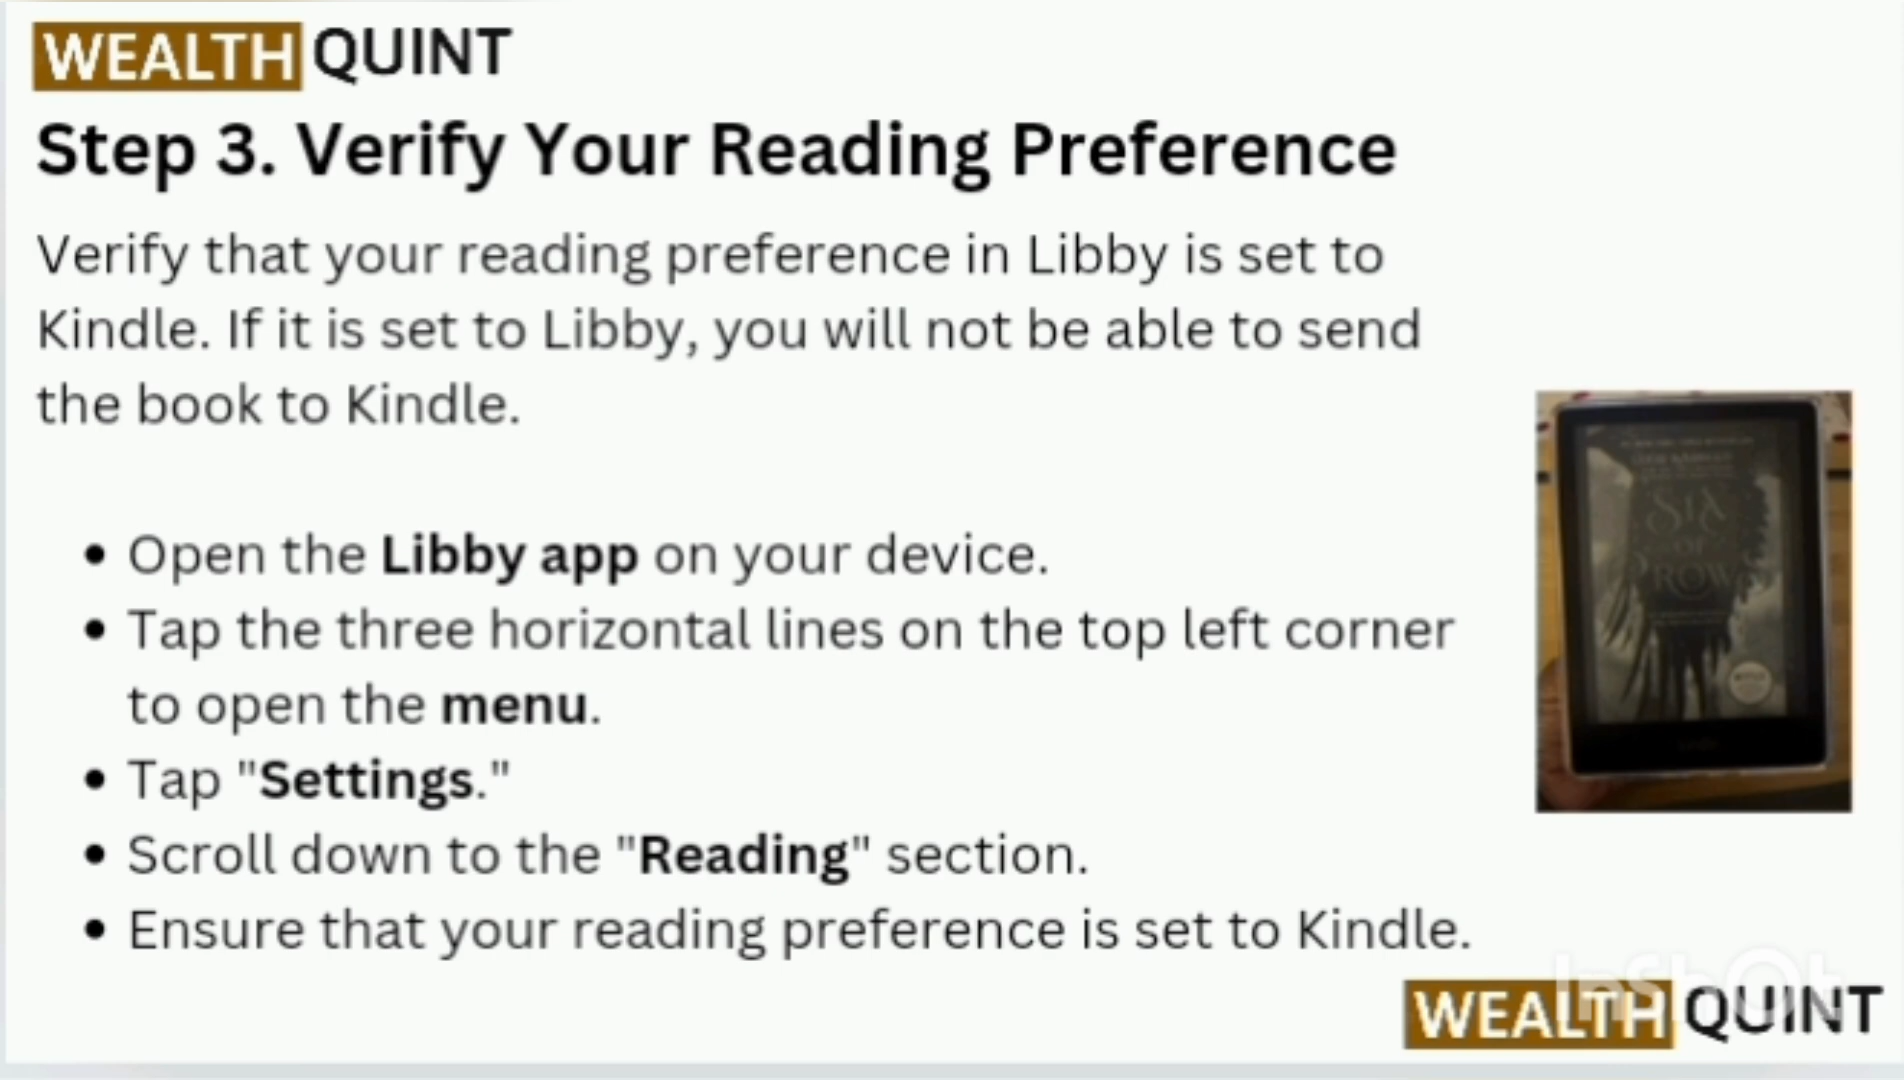 WEALTH QUINT
Step 3. Verify Your Reading Preference
Verify that your reading preference in Libby is set to
Kindle. If it is set to Libby, you will not be able to send
the book to Kindle.
• Open the Libby app on your device.
• Tap the three horizontal lines on the top left corner
to open the menu.
• Tap "Settings."
• Scroll down to the "Reading" section.
• Ensure that your reading preference is set to Kindle.
SIX
OF
CROWS
InShOt
WEALTH QUINT